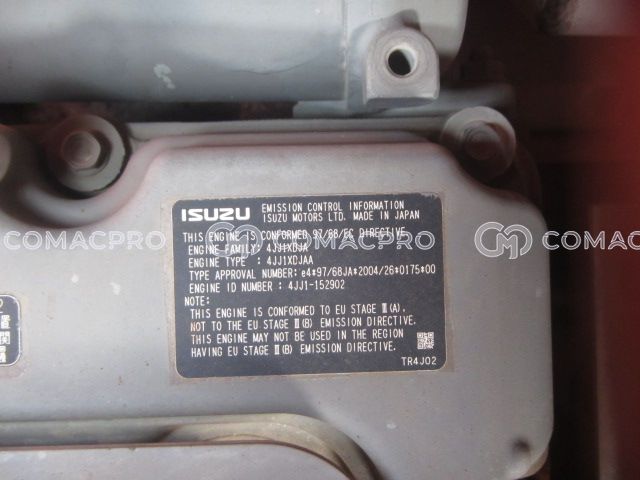 ISUZU EMISSION CONTROL INFORMATION
ISUZU MOTORS LTD. MADE IN JAPAN
THIS ENGINE IS CONFORMED 97/68/EC DIRECTIVE
ENGINE FAMILY: 4JJ1XDJA
ENGINE TYPE : 4JJ1XDJAA
TYPE APPROVAL NUMBER: e4*97/68JA*2004/26*0175*00
ENGINE ID NUMBER : 4JJ1-152902
NOTE:
THIS ENGINE IS CONFORMED TO EU STAGE Ⅲ(A),
NOT TO THE EU STAGE Ⅲ(B) EMISSION DIRECTIVE.
THIS ENGINE MAY NOT BE USED IN THE REGION
HAVING EU STAGE Ⅲ(B) EMISSION DIRECTIVE.
TR4J02
COMACPRO
COMACPRO
COMACPRO
2
置
関